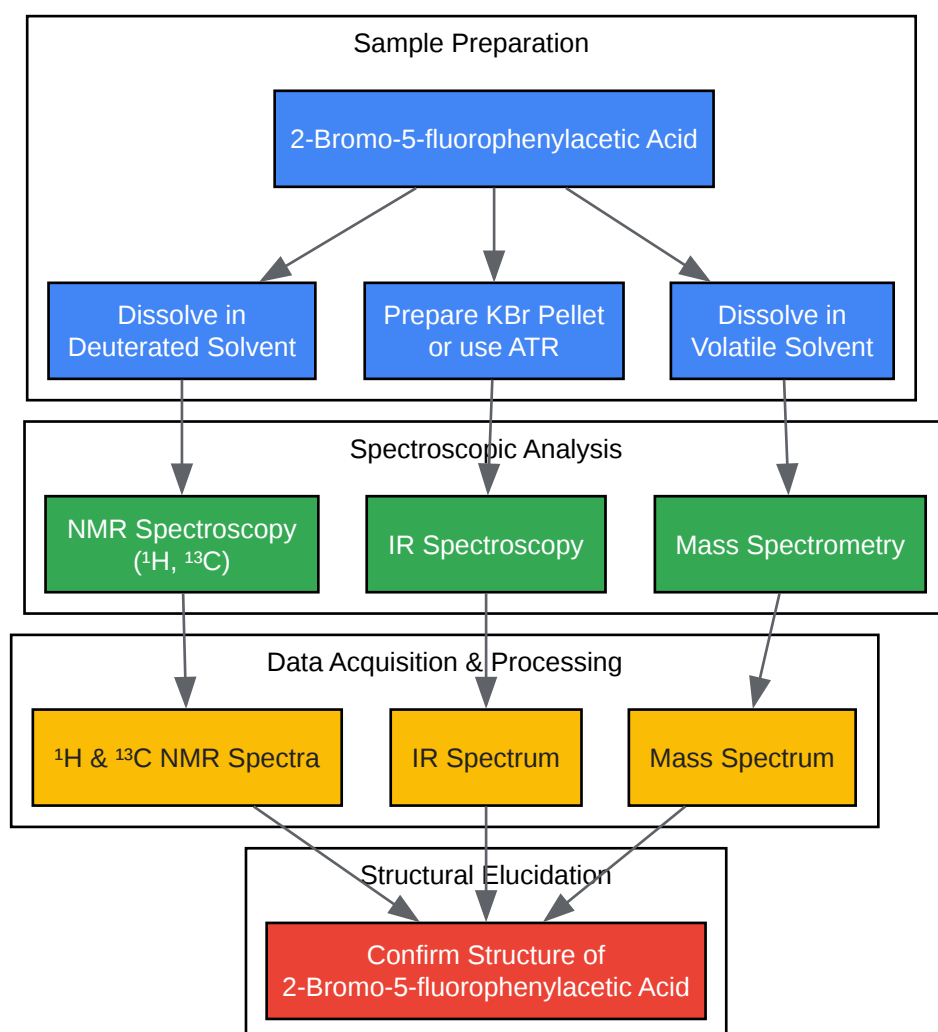 Sample Preparation
2-Bromo-5-fluorophenylacetic Acid
Dissolve in
Deuterated Solvent
Prepare KBr Pellet
or use ATR
Dissolve in
Volatile Solvent
Spectroscopic Analysis
NMR Spectroscopy
(¹H, ¹³C)
IR Spectroscopy
Mass Spectrometry
Data Acquisition & Processing
¹H & ¹³C NMR Spectra
IR Spectrum
Mass Spectrum
Structural Elucidation
Confirm Structure of
2-Bromo-5-fluorophenylacetic Acid